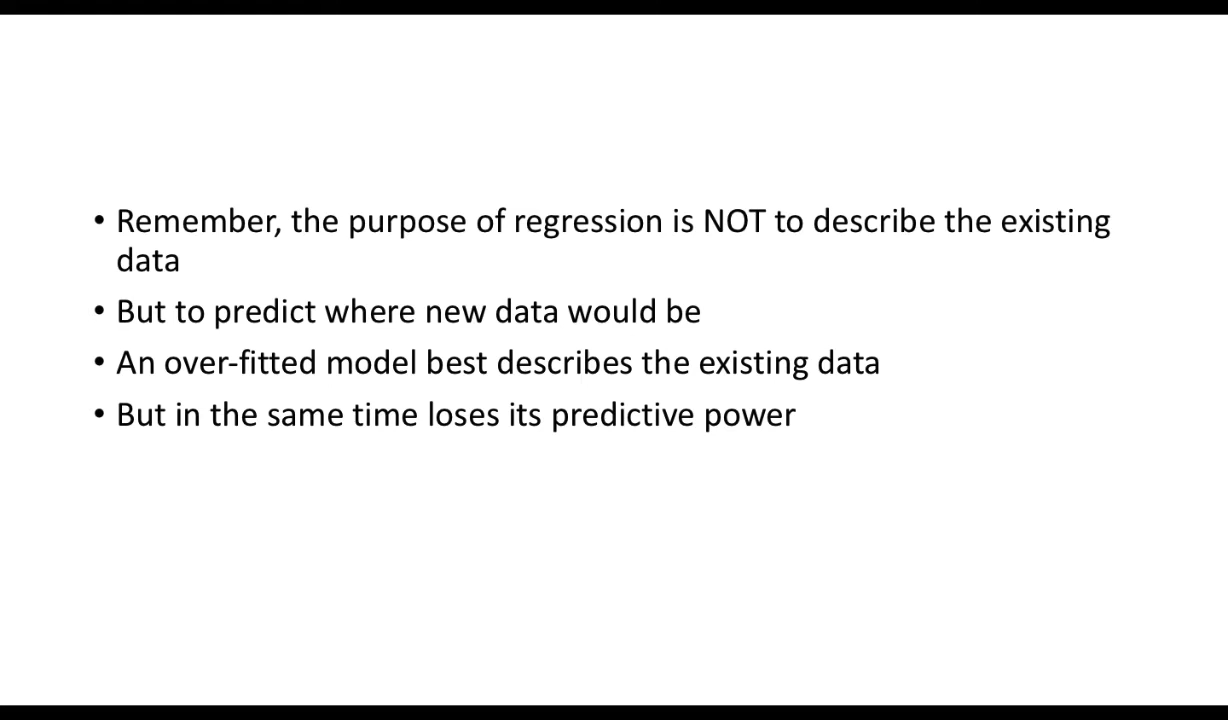 • Remember, the purpose of regression is NOT to describe the existing
data
• But to predict where new data would be
• An over-fitted model best describes the existing data
• But in the same time loses its predictive power